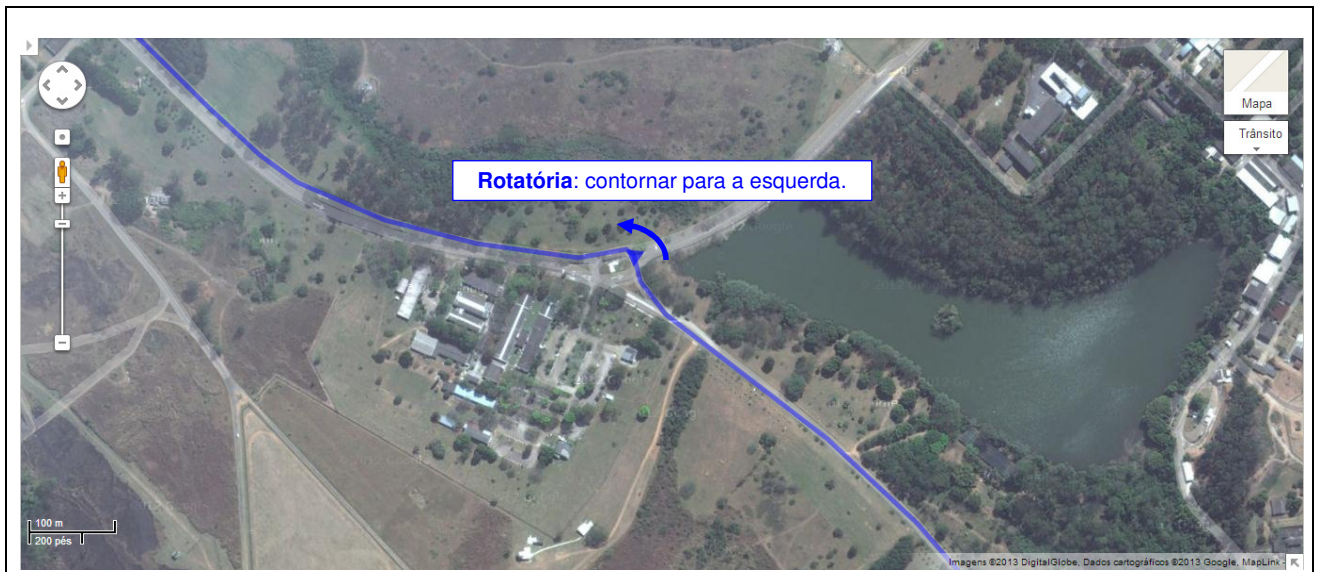 Mapa
Trânsito
Rotatória: contornar para a esquerda.
100 m
200 pés
Imagens ©2013 DigitalGlobe, Dados cartográficos ©2013 Google, MapLink -